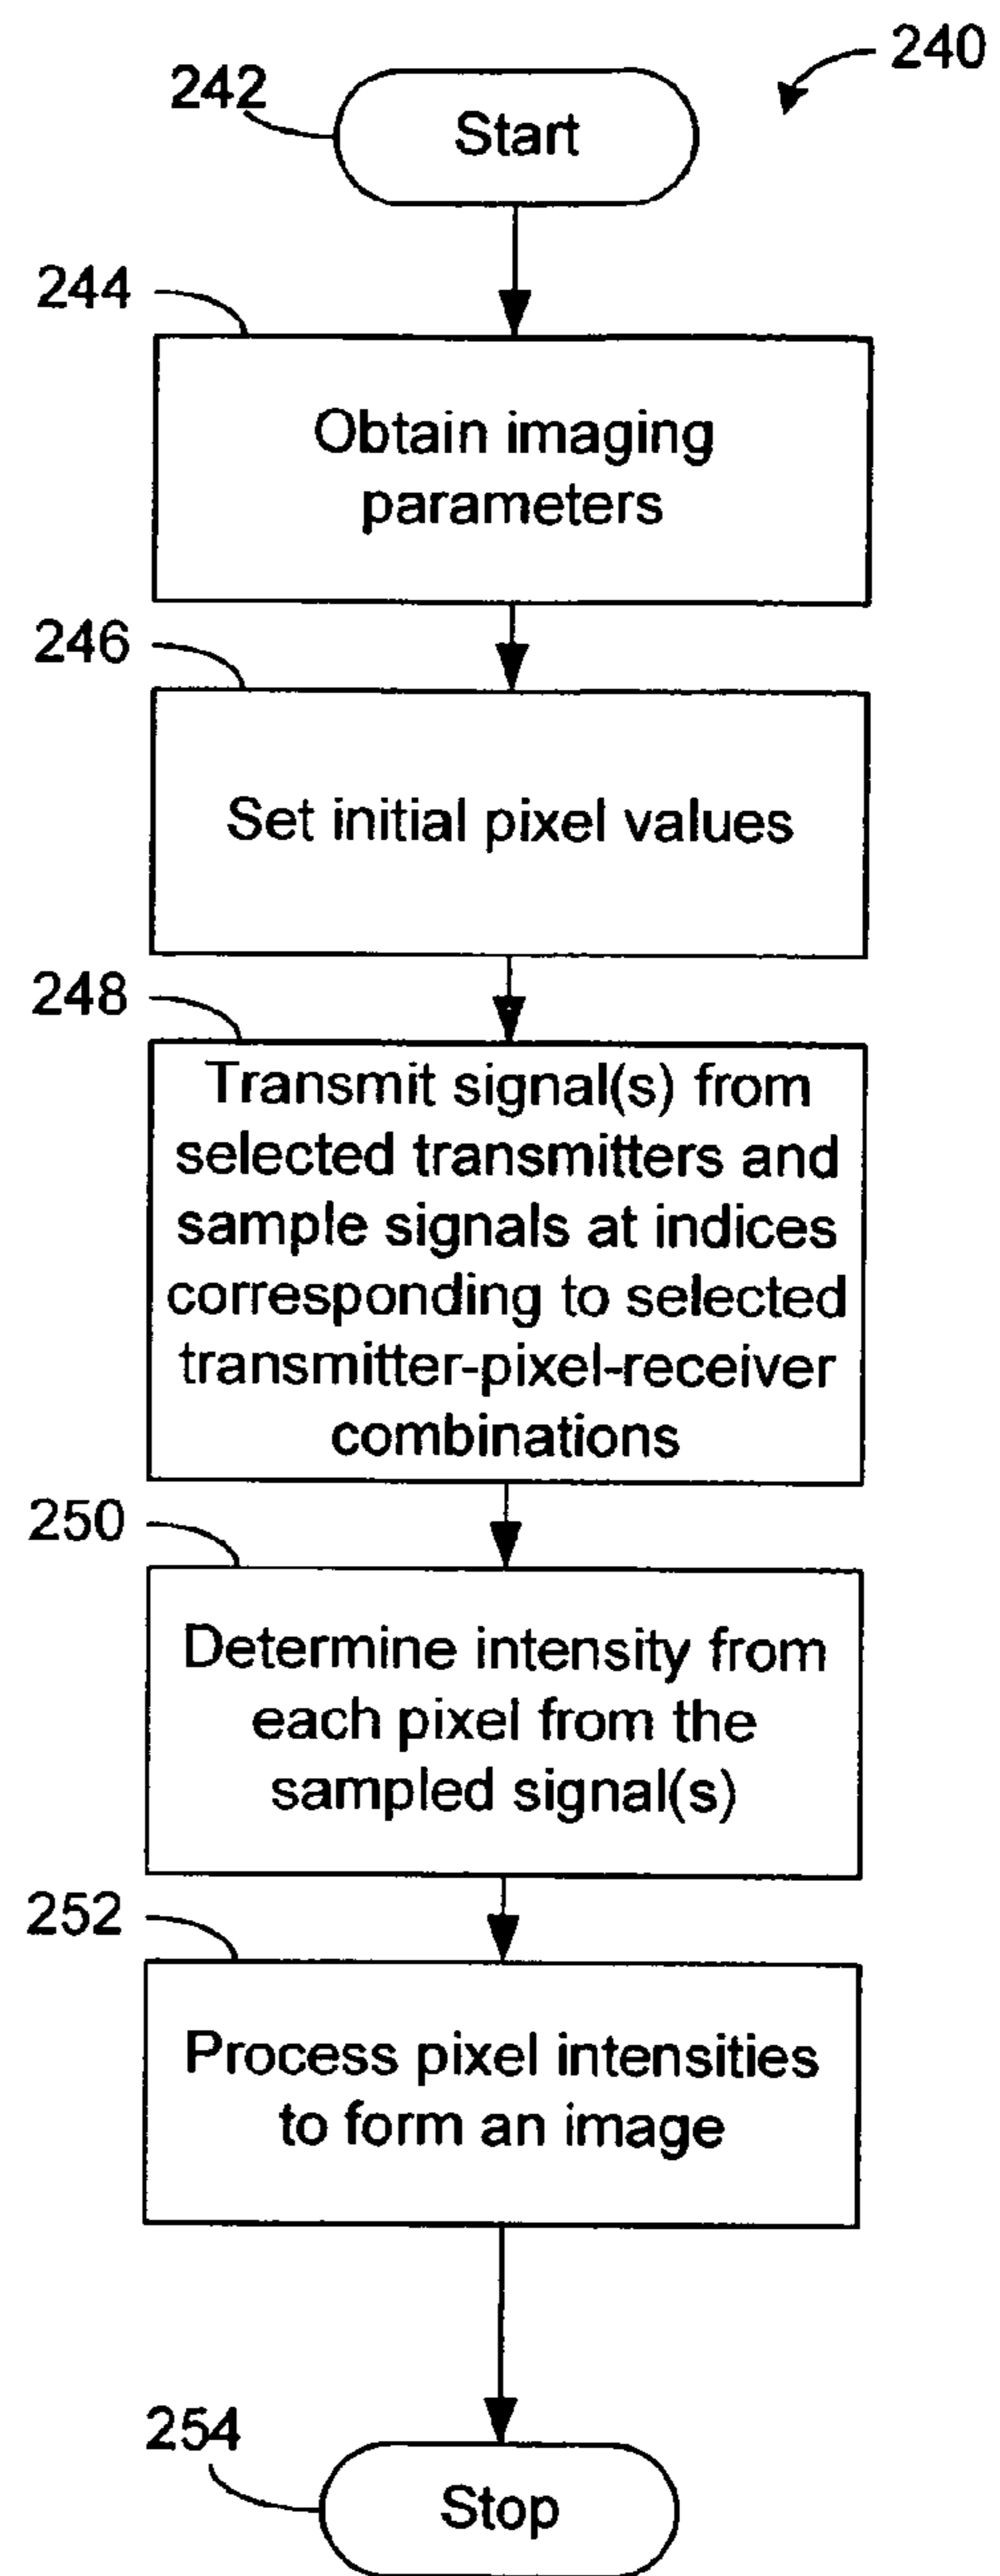 240
242
Start
244
Obtain imaging
parameters
246
Set initial pixel values
248
Transmit signal(s) from
selected transmitters and
sample signals at indices
corresponding to selected
transmitter-pixel-receiver
combinations
250
Determine intensity from
each pixel from the
sampled signal(s)
252
Process pixel intensities
to form an image
254
Stop